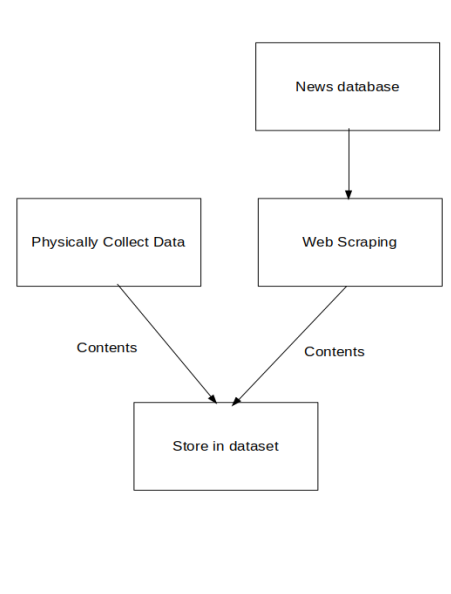 News database
Physically Collect Data
Web Scraping
Contents
Contents
Store in dataset